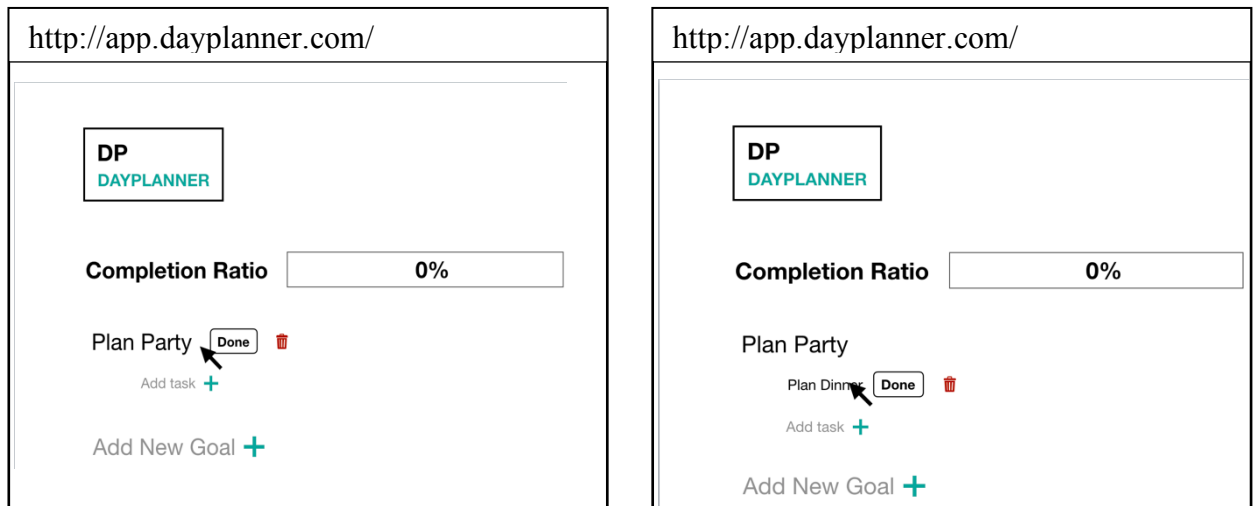 http://app.dayplanner.com/
DP
DAYPLANNER
Completion Ratio 0%
Plan Party Done
Add task +
Add New Goal +
http://app.dayplanner.com/
DP
DAYPLANNER
Completion Ratio 0%
Plan Party
Plan Dinner Done
Add task +
Add New Goal +